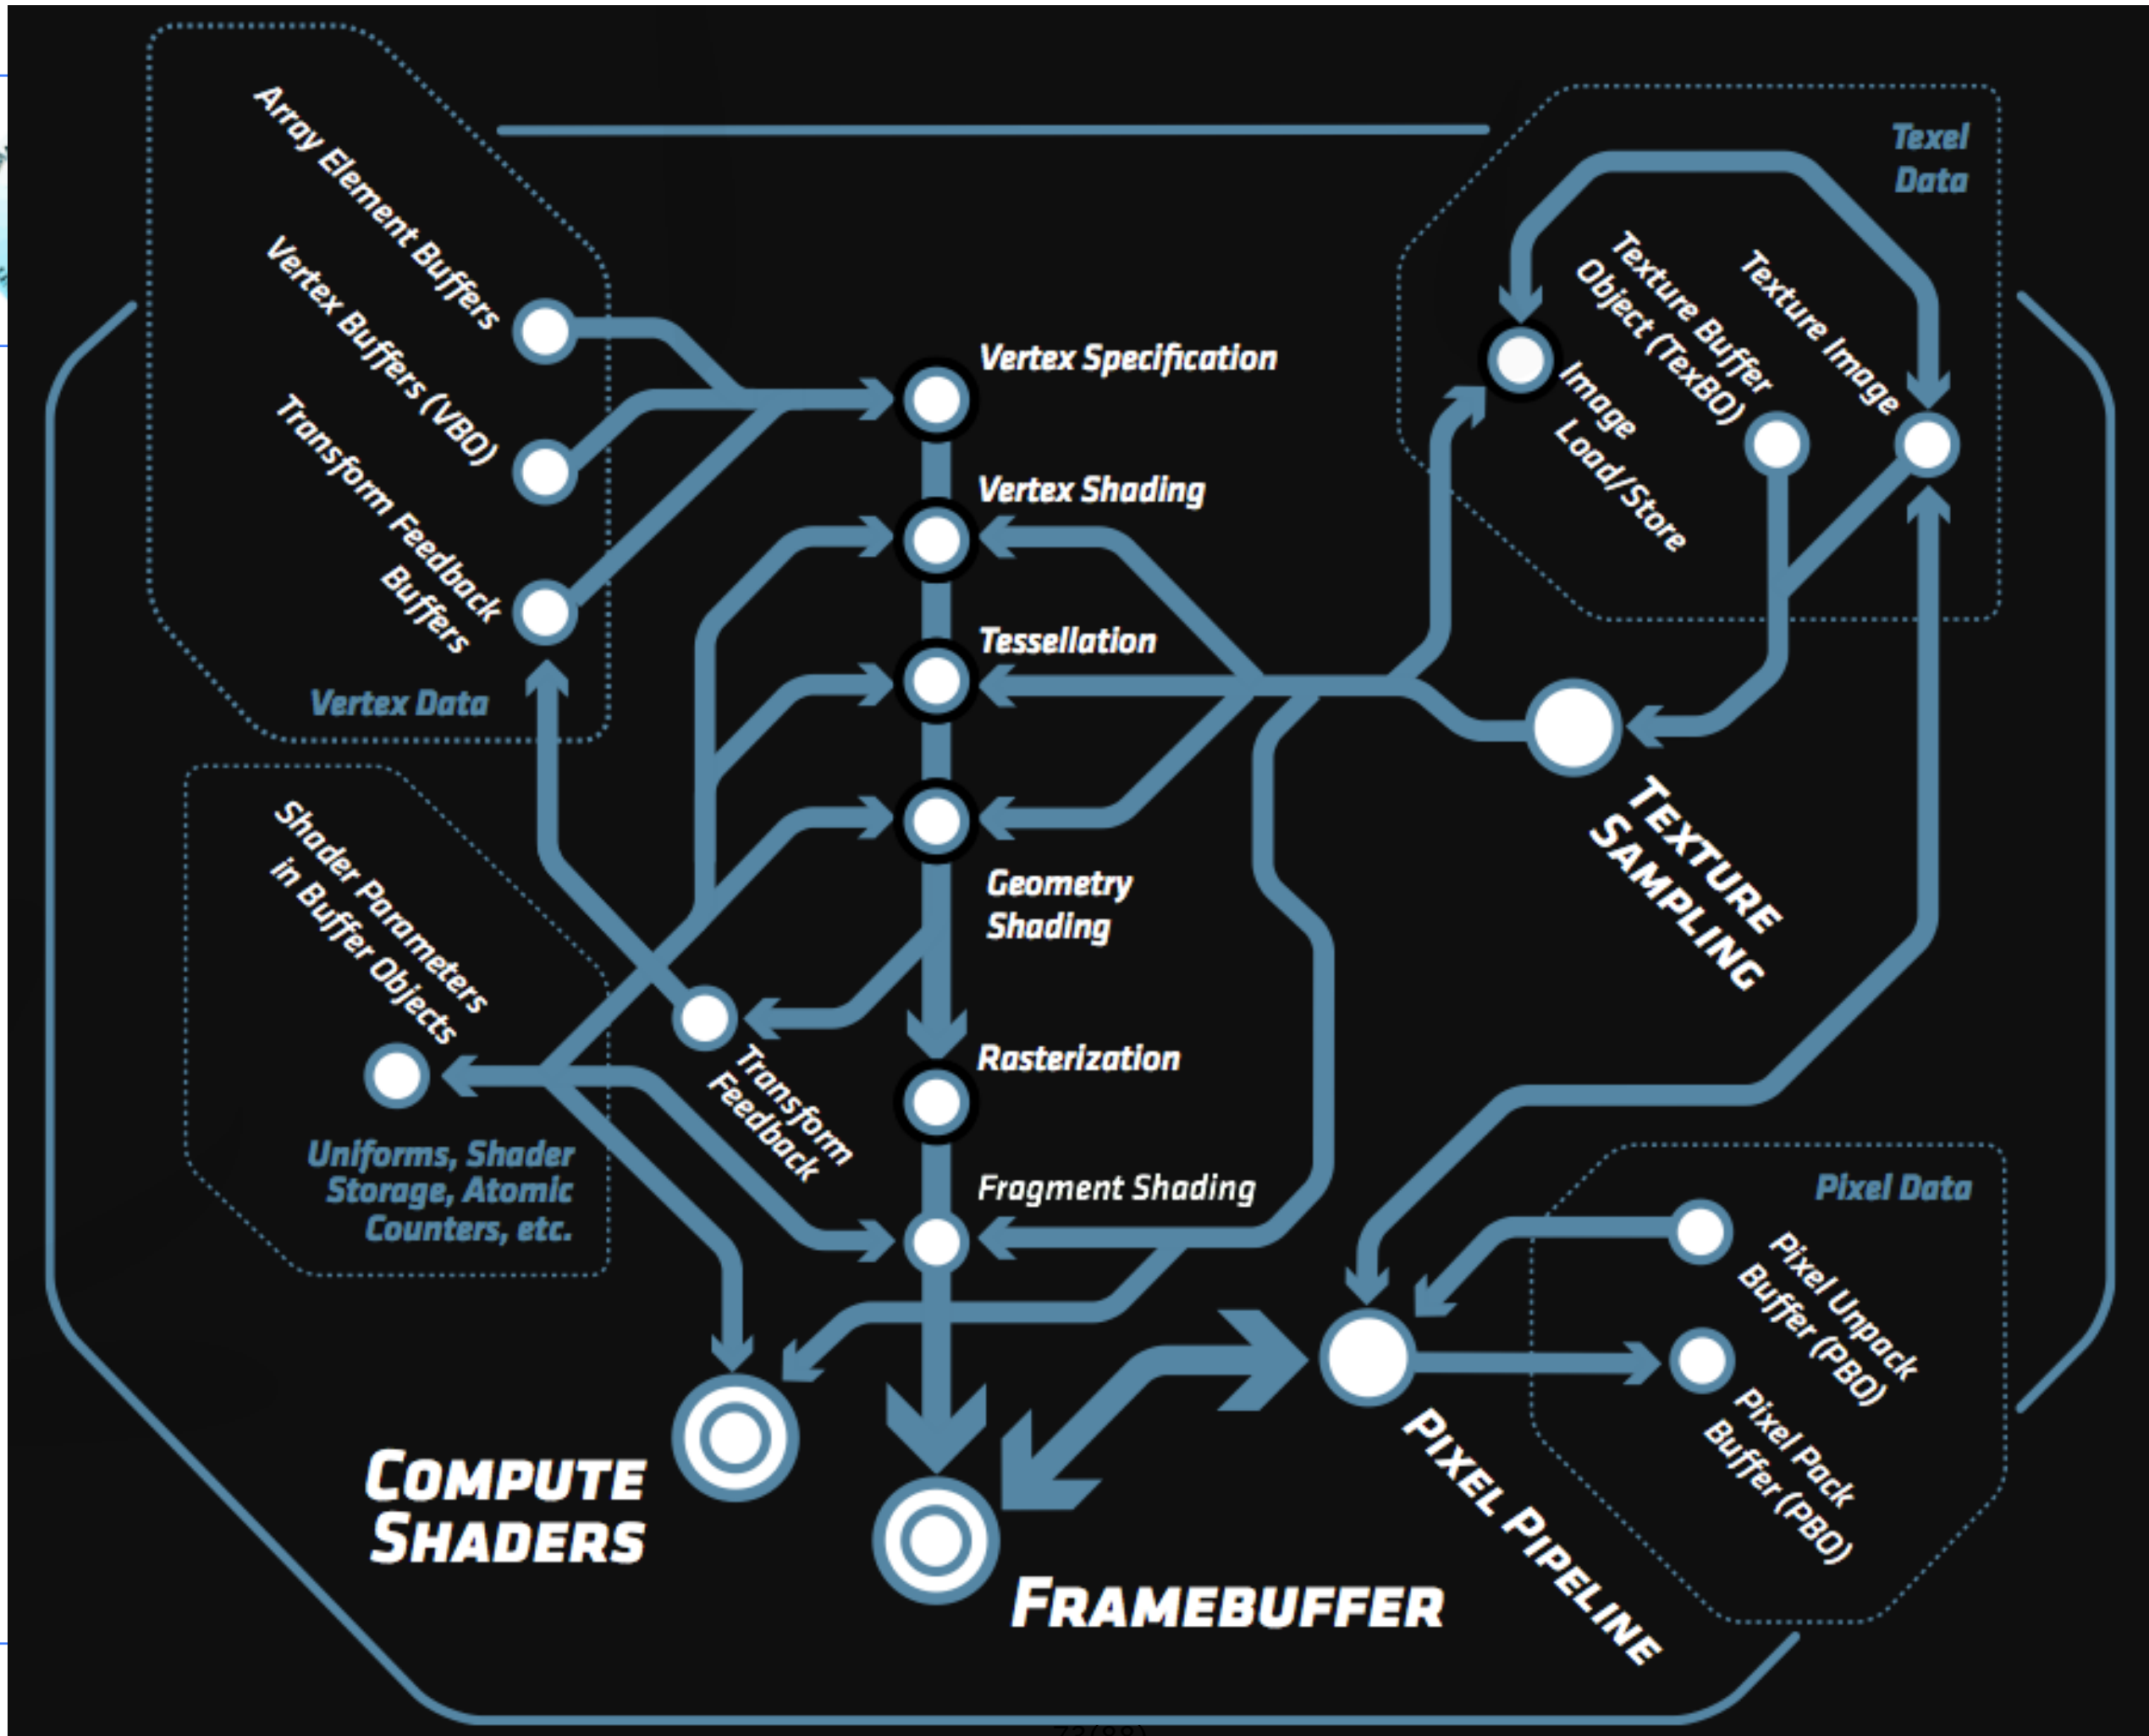 Array Element Buffers
Vertex Buffers (VBO)
Transform Feedback
Buffers
Vertex Data
Vertex Specification
Vertex Shading
Tessellation
Geometry
Shading
Rasterization
Fragment Shading
Texel
Data
Texture Buffer
Object (TexBO)
Texture Image
Image
Load/Store
TEXTURE
SAMPLING
Shader Parameters
in Buffer Objects
Uniforms, Shader
Storage, Atomic
Counters, etc.
Transform
Feedback
Pixel Data
Pixel Unpack
Buffer (PBO)
Pixel Pack
Buffer (PBO)
PIXEL PIPELINE
COMPUTE
SHADERS
FRAMEBUFFER
73(88)